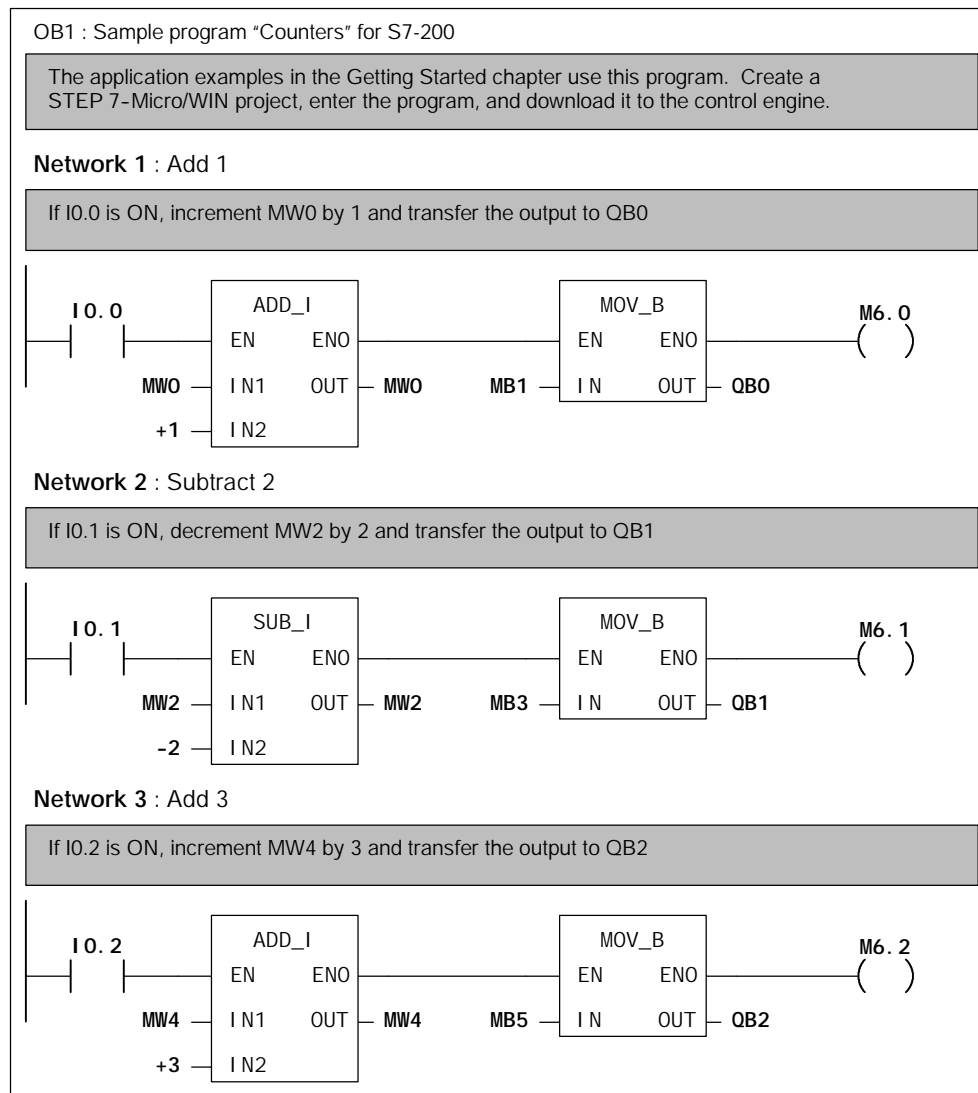 OB1 : Sample program “Counters” for S7-200
The application examples in the Getting Started chapter use this program. Create a
STEP 7-Micro/WIN project, enter the program, and download it to the control engine.
Network 1 : Add 1
If I0.0 is ON, increment MW0 by 1 and transfer the output to QB0
I0.0
ADD_I
MOV_B
M6.0
EN ENO
EN ENO
MW0 IN1 OUT MW0
MB1 IN OUT QB0
+1 IN2
Network 2 : Subtract 2
If I0.1 is ON, decrement MW2 by 2 and transfer the output to QB1
I0.1
SUB_I
MOV_B
M6.1
EN ENO
EN ENO
MW2 IN1 OUT MW2
MB3 IN OUT QB1
-2 IN2
Network 3 : Add 3
If I0.2 is ON, increment MW4 by 3 and transfer the output to QB2
I0.2
ADD_I
MOV_B
M6.2
EN ENO
EN ENO
MW4 IN1 OUT MW4
MB5 IN OUT QB2
+3 IN2